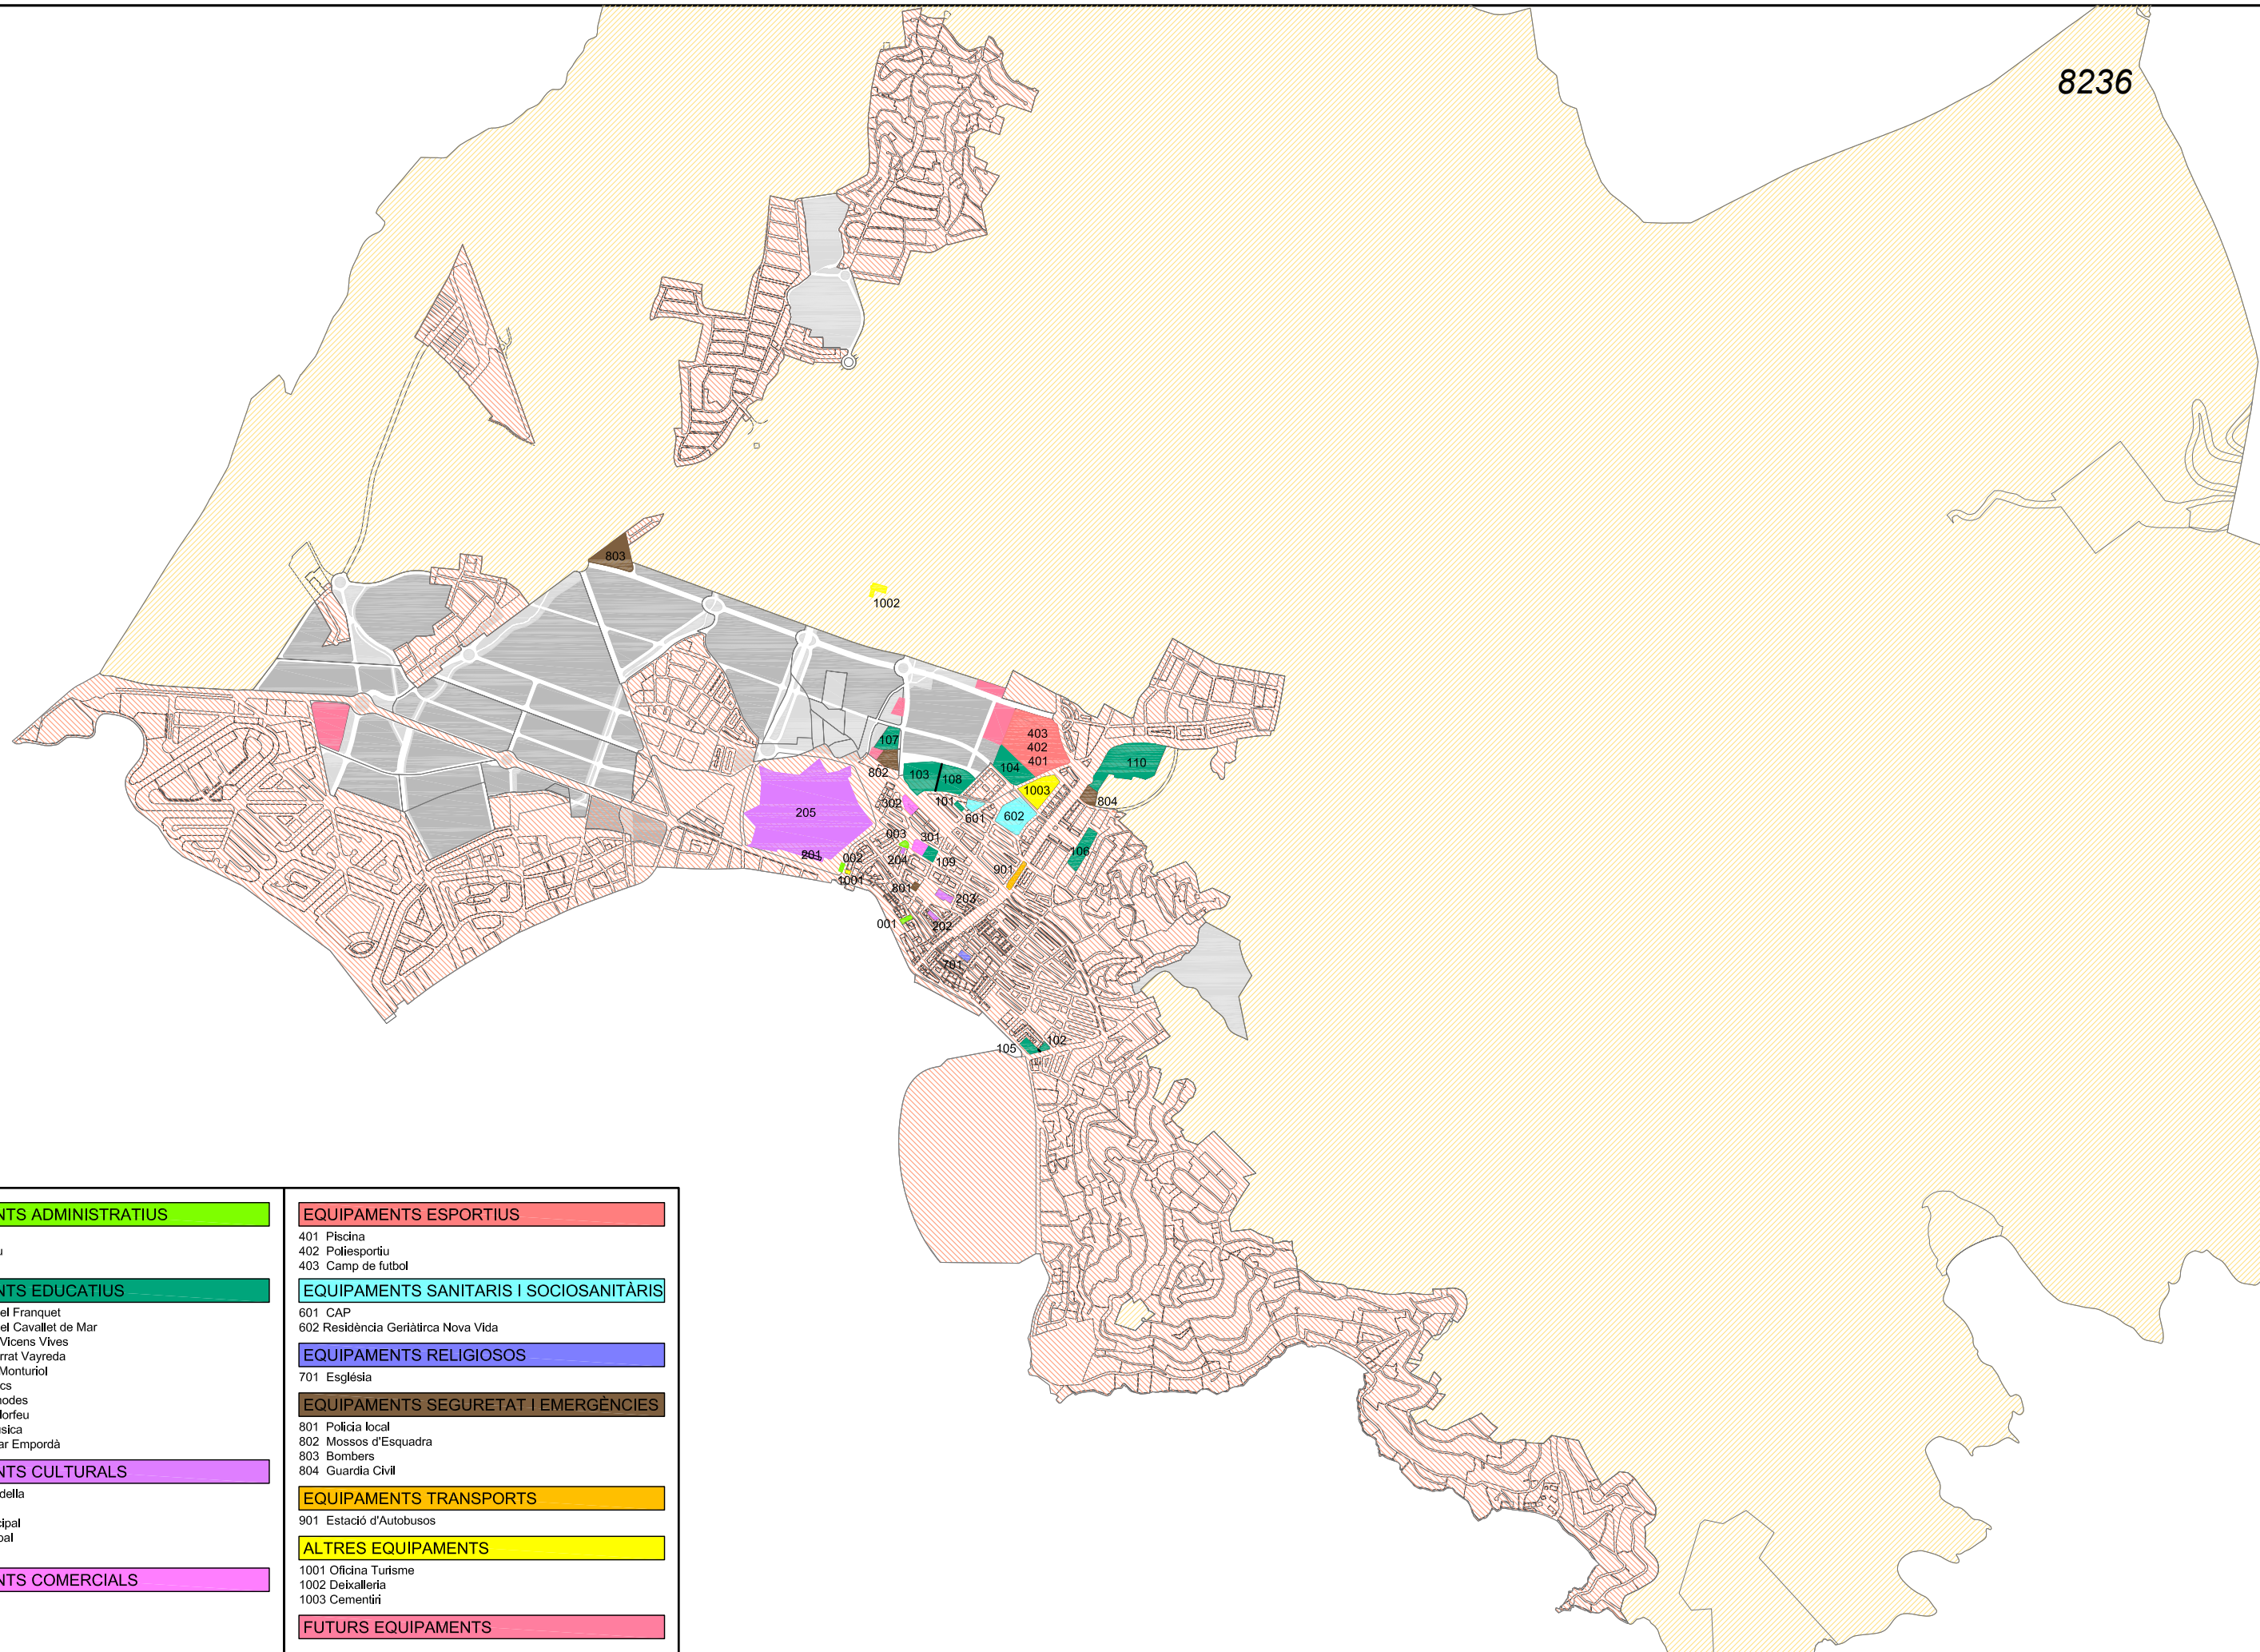 8236
803
1002
403
402
401
107
802
103
108
104
110
1003
804
101
601
602
302
205
003
301
204
109
106
201
002
1001
901
801
203
001
202
701
105
102
NTS ADMINISTRATIUS
NTS EDUCATIUS
el Franquet
el Cavallet de Mar
Vicens Vives
rrat Vayreda
Monturiol
cs
nodes
sica
ar Empordà
NTS CULTURALS
della
cipal
pal
NTS COMERCIALS
EQUIPAMENTS ESPORTIUS
401 Piscina
402 Poliesportiu
403 Camp de futbol
EQUIPAMENTS SANITARIS I SOCIOSANITÀRIS
601 CAP
602 Residència Geriàtirca Nova Vida
EQUIPAMENTS RELIGIOSOS
701 Església
EQUIPAMENTS SEGURETAT I EMERGÈNCIES
801 Policia local
802 Mossos d'Esquadra
803 Bombers
804 Guardia Civil
EQUIPAMENTS TRANSPORTS
901 Estació d'Autobusos
ALTRES EQUIPAMENTS
1001 Oficina Turisme
1002 Deixalleria
1003 Cementiri
FUTURS EQUIPAMENTS